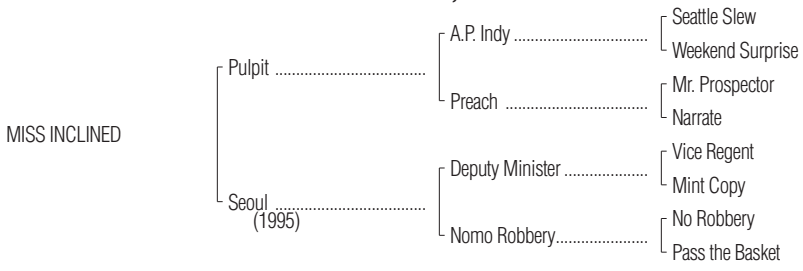 Seattle Slew
A.P. Indy ..................................
Weekend Surprise
Pulpit ......................................
Mr. Prospector
Preach ....................................
Narrate
MISS INCLINED
Vice Regent
Deputy Minister .....................
Mint Copy
Seoul ......................................
(1995)
No Robbery
Nomo Robbery.......................
Pass the Basket